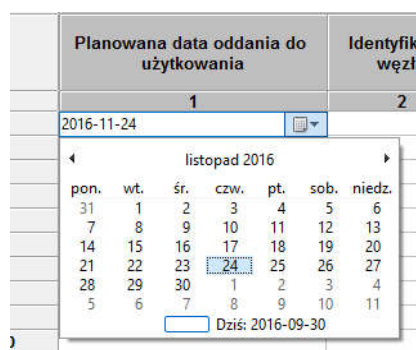 Planowana data oddania do
użytkowania
Identyfik
węzł
1
2
2016-11-24
listopad 2016
pon. wt. śr. czw. pt. sob. niedz.
31 1 2 3 4 5 6
7 8 9 10 11 12 13
14 15 16 17 18 19 20
21 22 23 24 25 26 27
28 29 30 1 2 3 4
5 6 7 8 9 10 11
Dziś: 2016-09-30
0